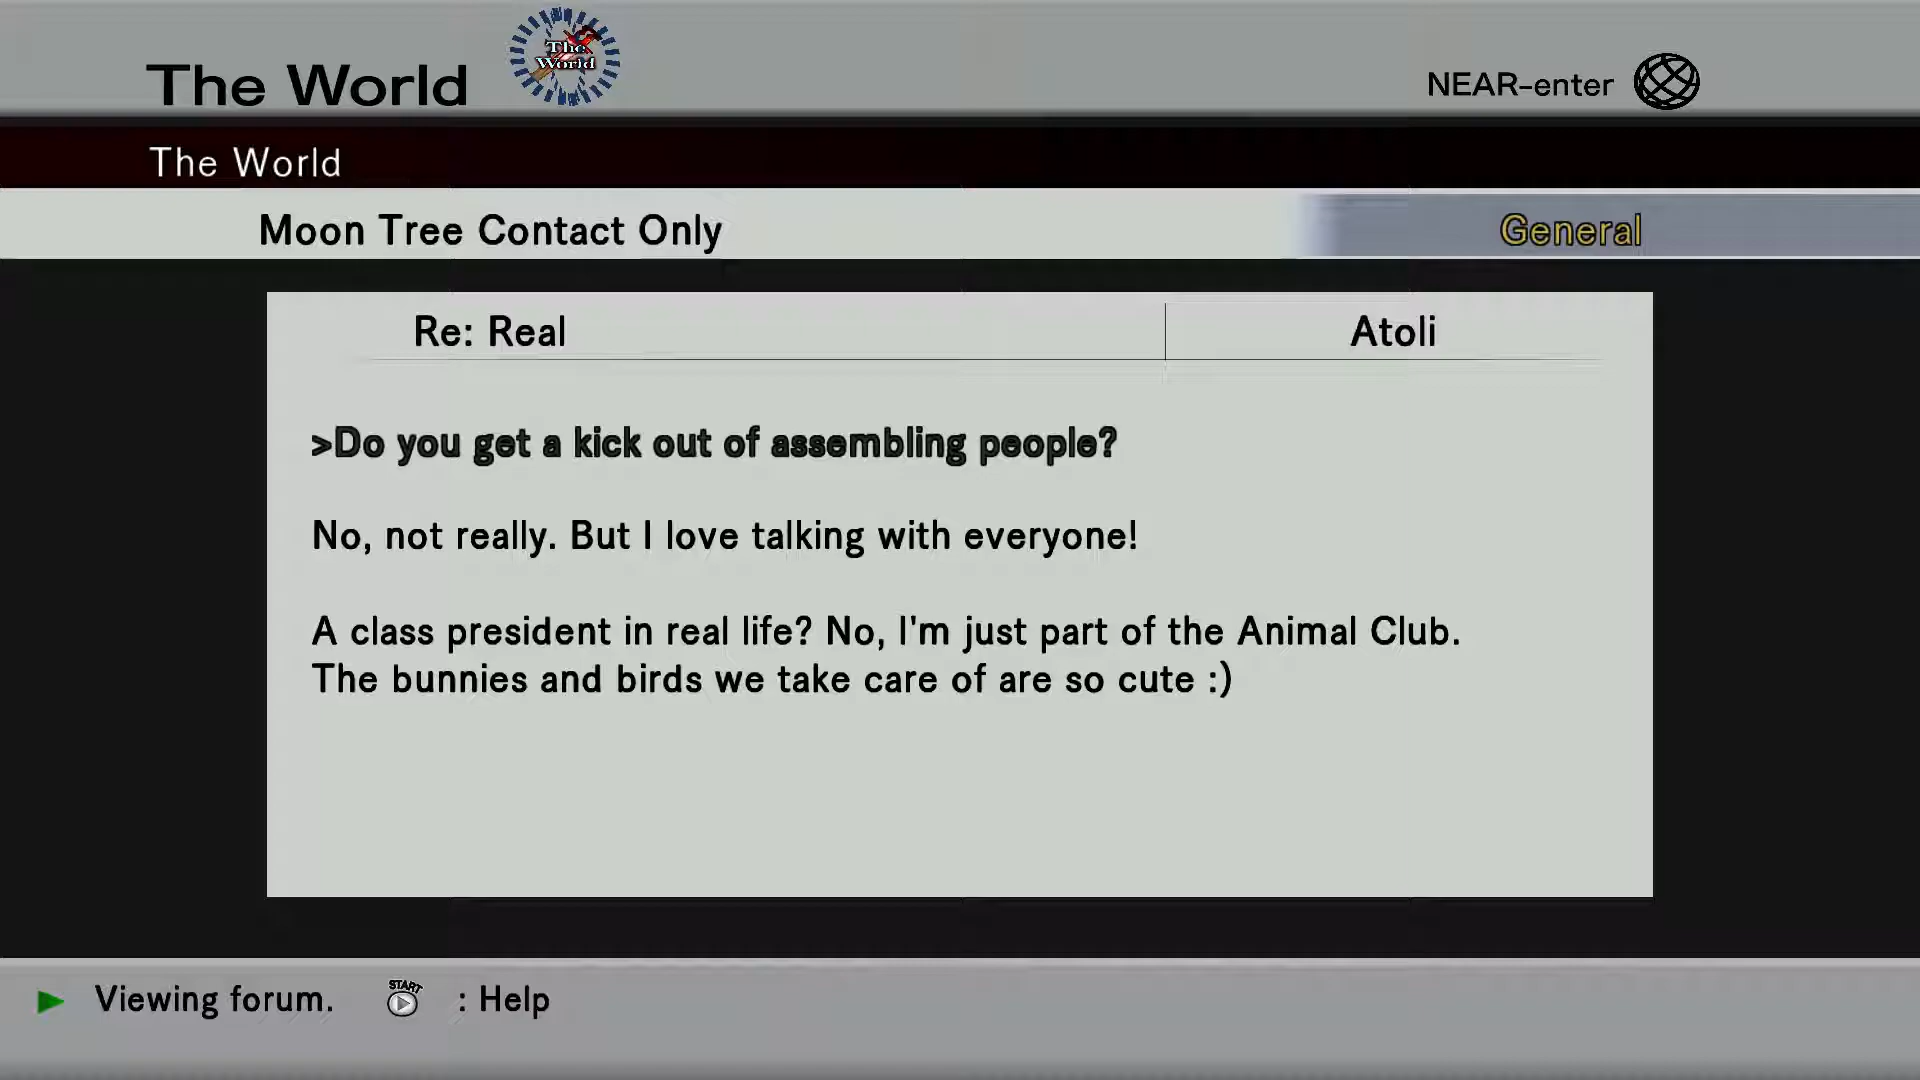 The World
The
World
NEAR-enter
The World
Moon Tree Contact Only
General
Re: Real
Atoli
>Do you get a kick out of assembling people?
No, not really. But I love talking with everyone!
A class president in real life? No, I'm just part of the Animal Club.
The bunnies and birds we take care of are so cute :)
Viewing forum.
START
: Help